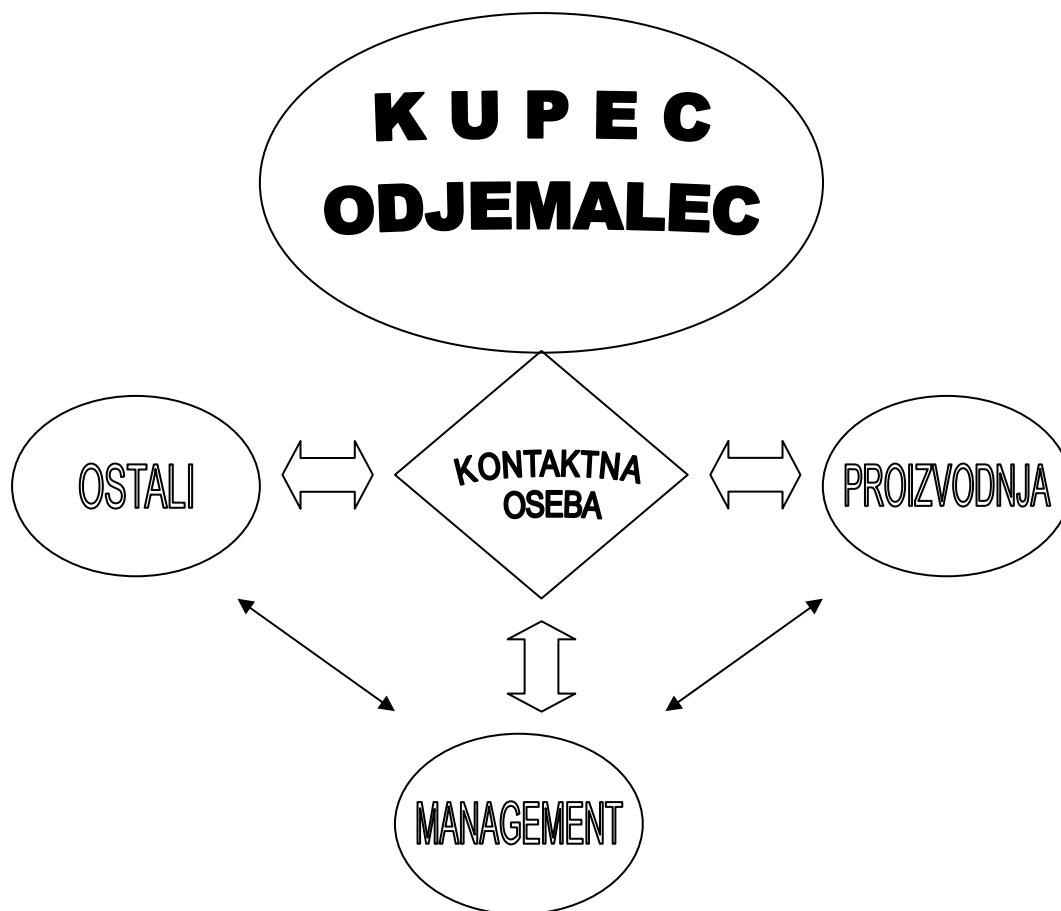 K U P E C
ODJEMALEC
OSTALI
KONTAKTNA
OSEBA
PROIZVODNJA
MANAGEMENT